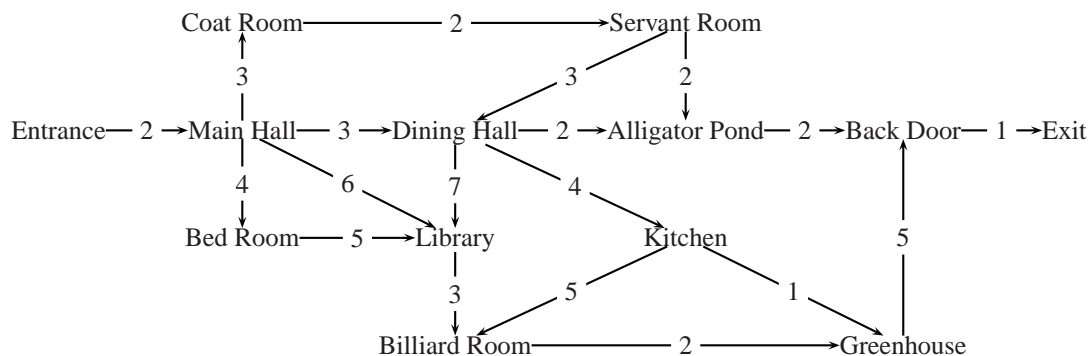 Coat Room 2 Servant Room
3 3 2
Entrance 2 Main Hall 3 Dining Hall 2 Alligator Pond 2 Back Door 1 Exit
4 6 7 4
Bed Room 5 Library Kitchen 5
3 5 1
Billiard Room 2 Greenhouse